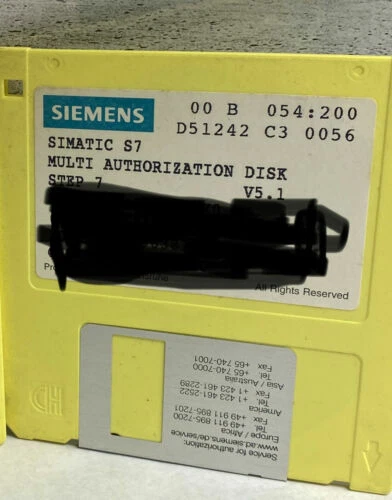 SIEMENS
00 B 054:200
D51242 C3 0056
SIMATIC S7
MULTI AUTHORIZATION DISK
STEP 7 V5.1
All Rights Reserved
Service for authorization:
www.ad.siemens.de/service
Europe / Africa
Tel. +49 911 895-7200
Fax +49 911 895-7201
America
Tel. +1 423 461-2522
Fax +1 423 461-2289
Asia / Australia
Tel. +65 740-7000
Fax +65 740-7001